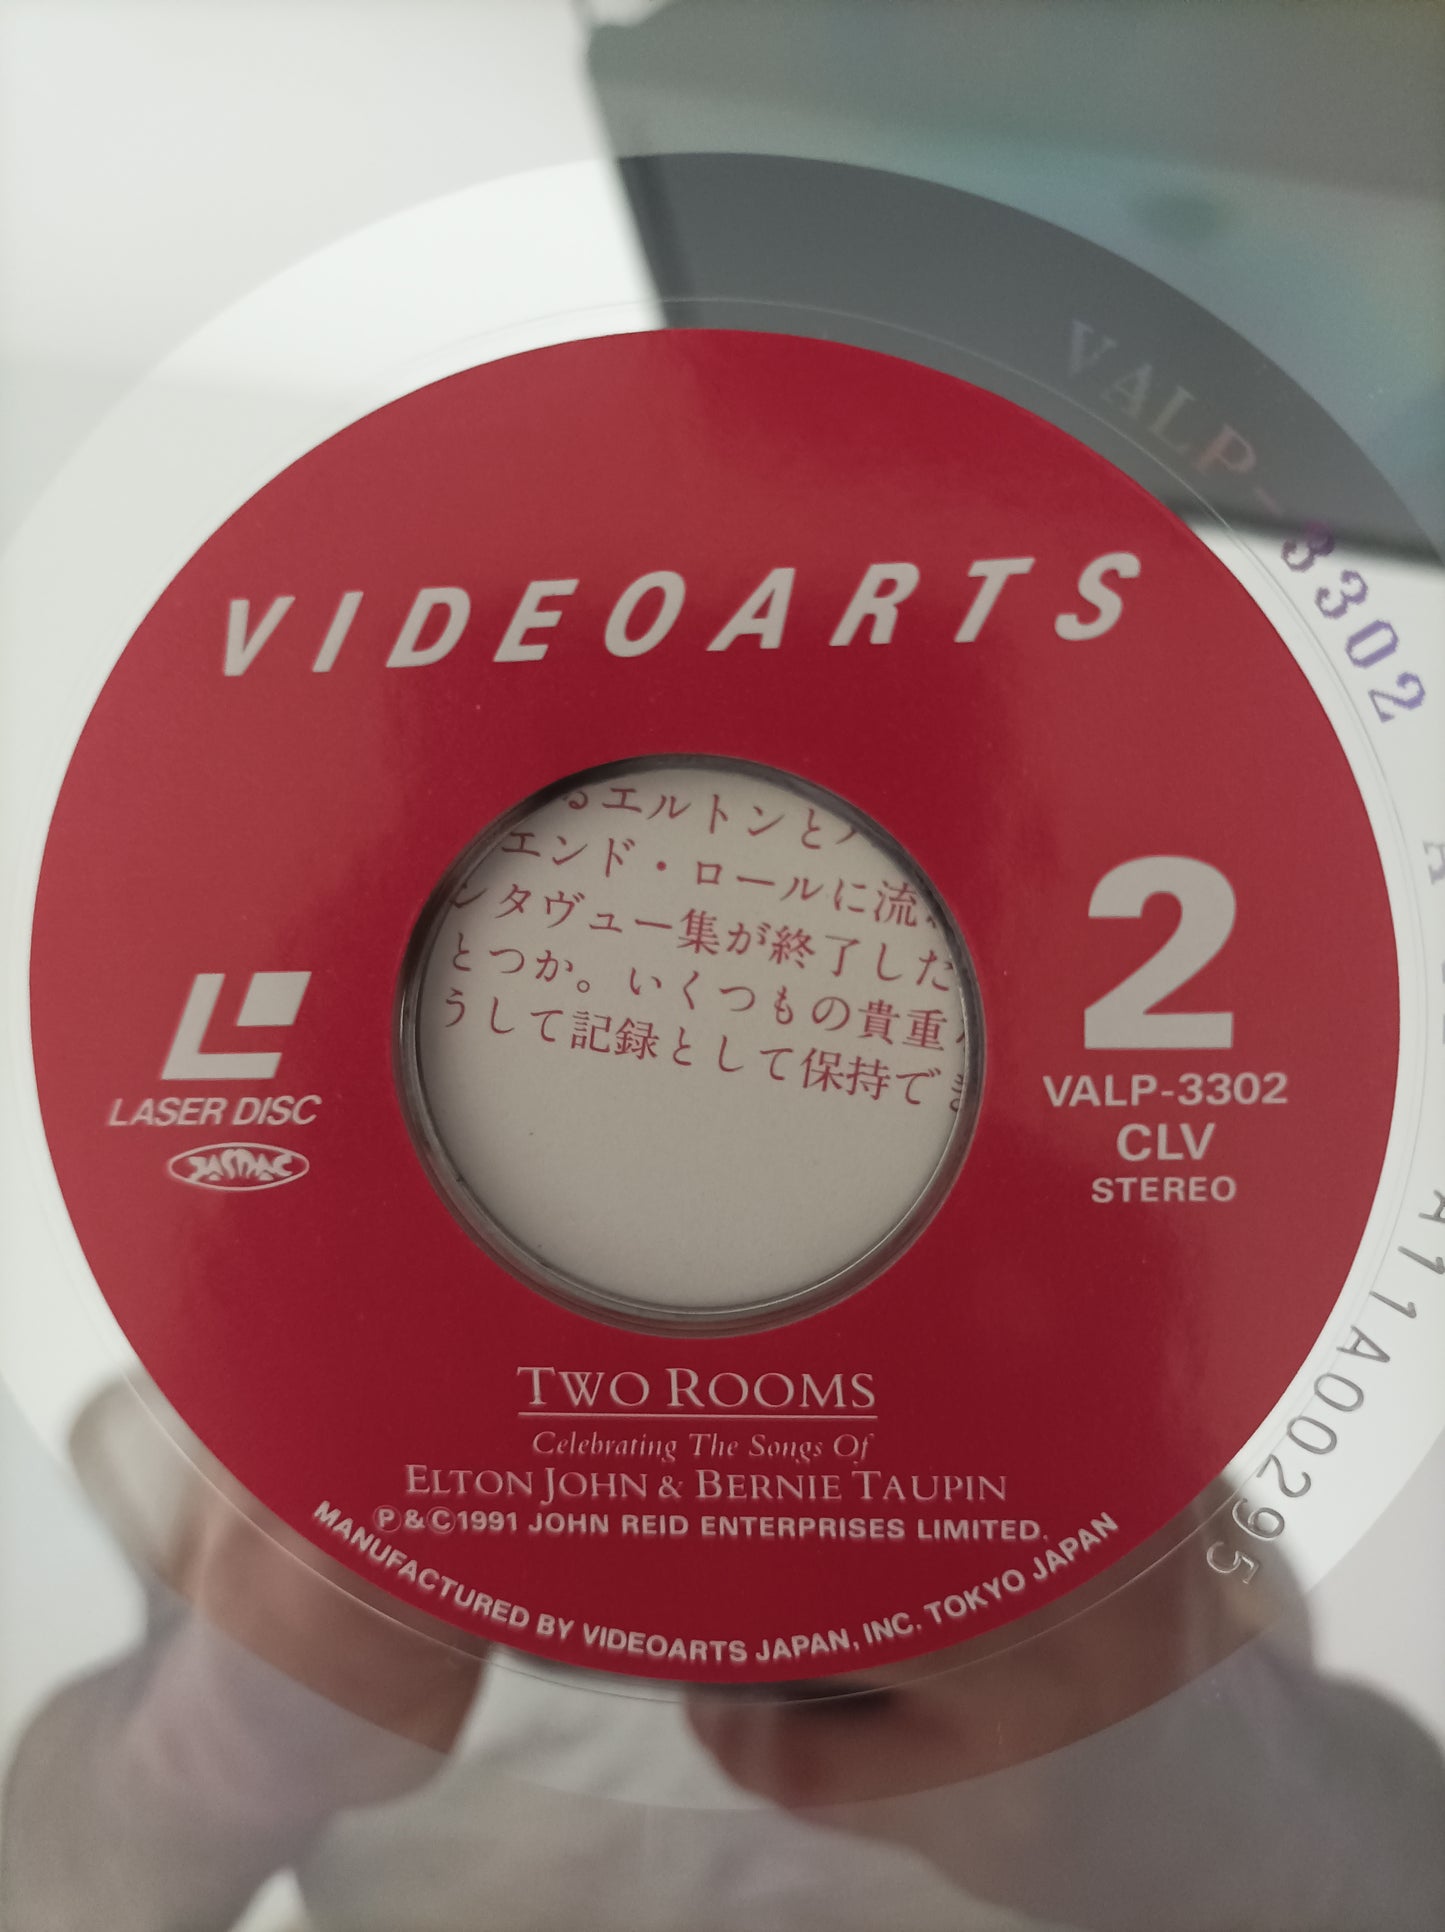 VALP-3302
VIDEOARTS
エルトンと
エンド・ロールに流
ンタヴュー集が終了した
とつか。いくつもの貴重
うして記録として保持で
2
VALP-3302
CLV
STEREO
LASER DISC
JASRAC
A11A00295
TWO ROOMS
Celebrating The Songs Of
ELTON JOHN & BERNIE TAUPIN
Ⓟ&©1991 JOHN REID ENTERPRISES LIMITED.
MANUFACTURED BY VIDEOARTS JAPAN, INC. TOKYO JAPAN